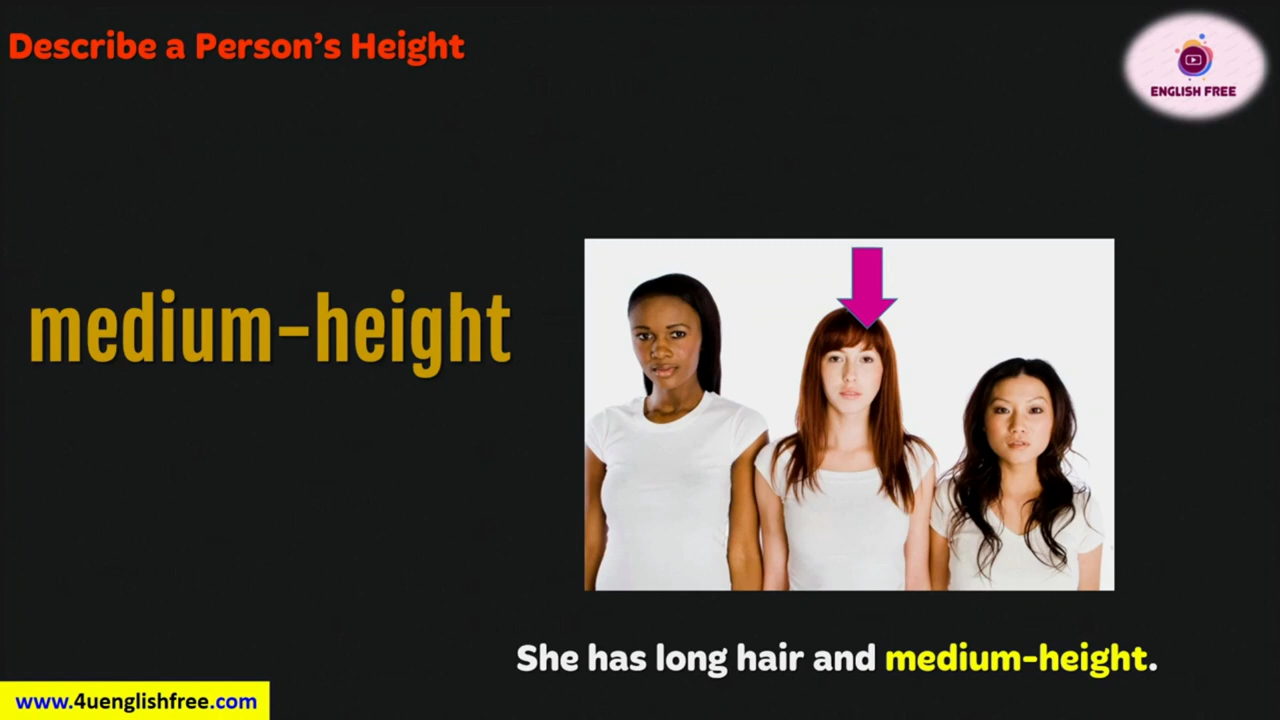 Describe a Person's Height
ENGLISH FREE
medium-height
She has long hair and medium-height.
www.4uenglishfree.com